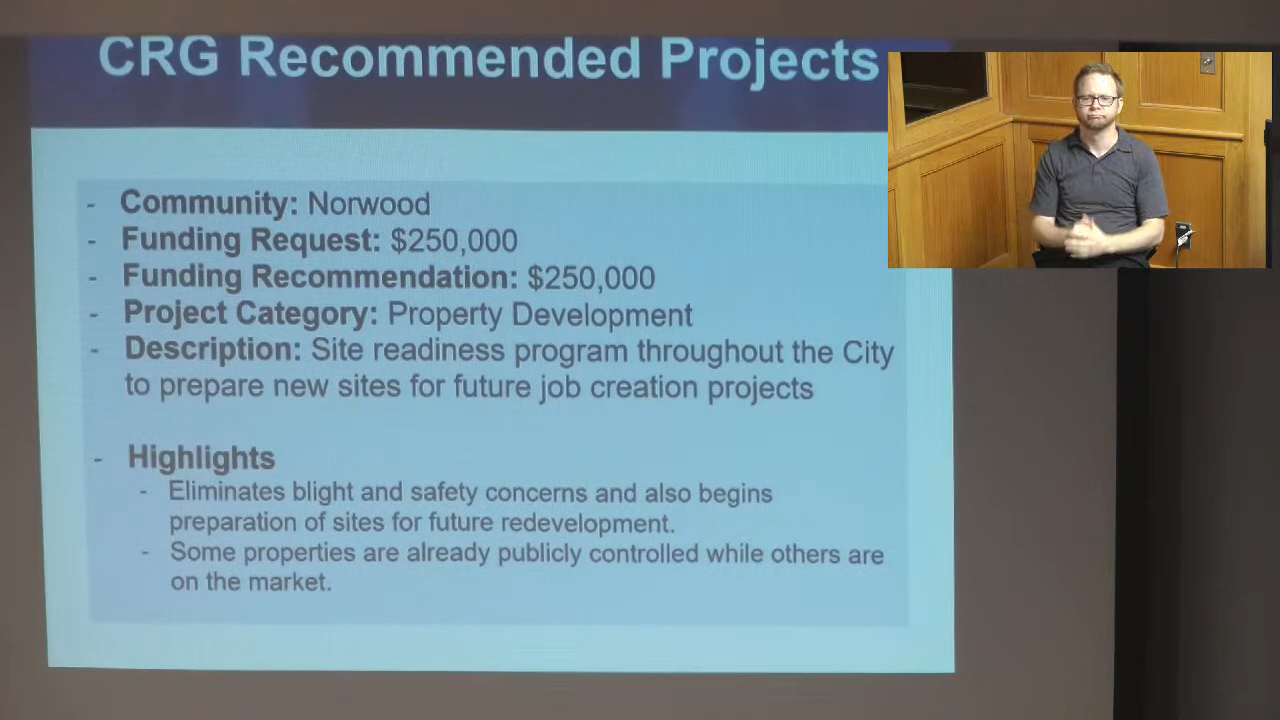 CRG Recommended Projects
- Community: Norwood
- Funding Request: $250,000
- Funding Recommendation: $250,000
- Project Category: Property Development
- Description: Site readiness program throughout the City
to prepare new sites for future job creation projects
- Highlights
- Eliminates blight and safety concerns and also begins
preparation of sites for future redevelopment.
- Some properties are already publicly controlled while others are
on the market.